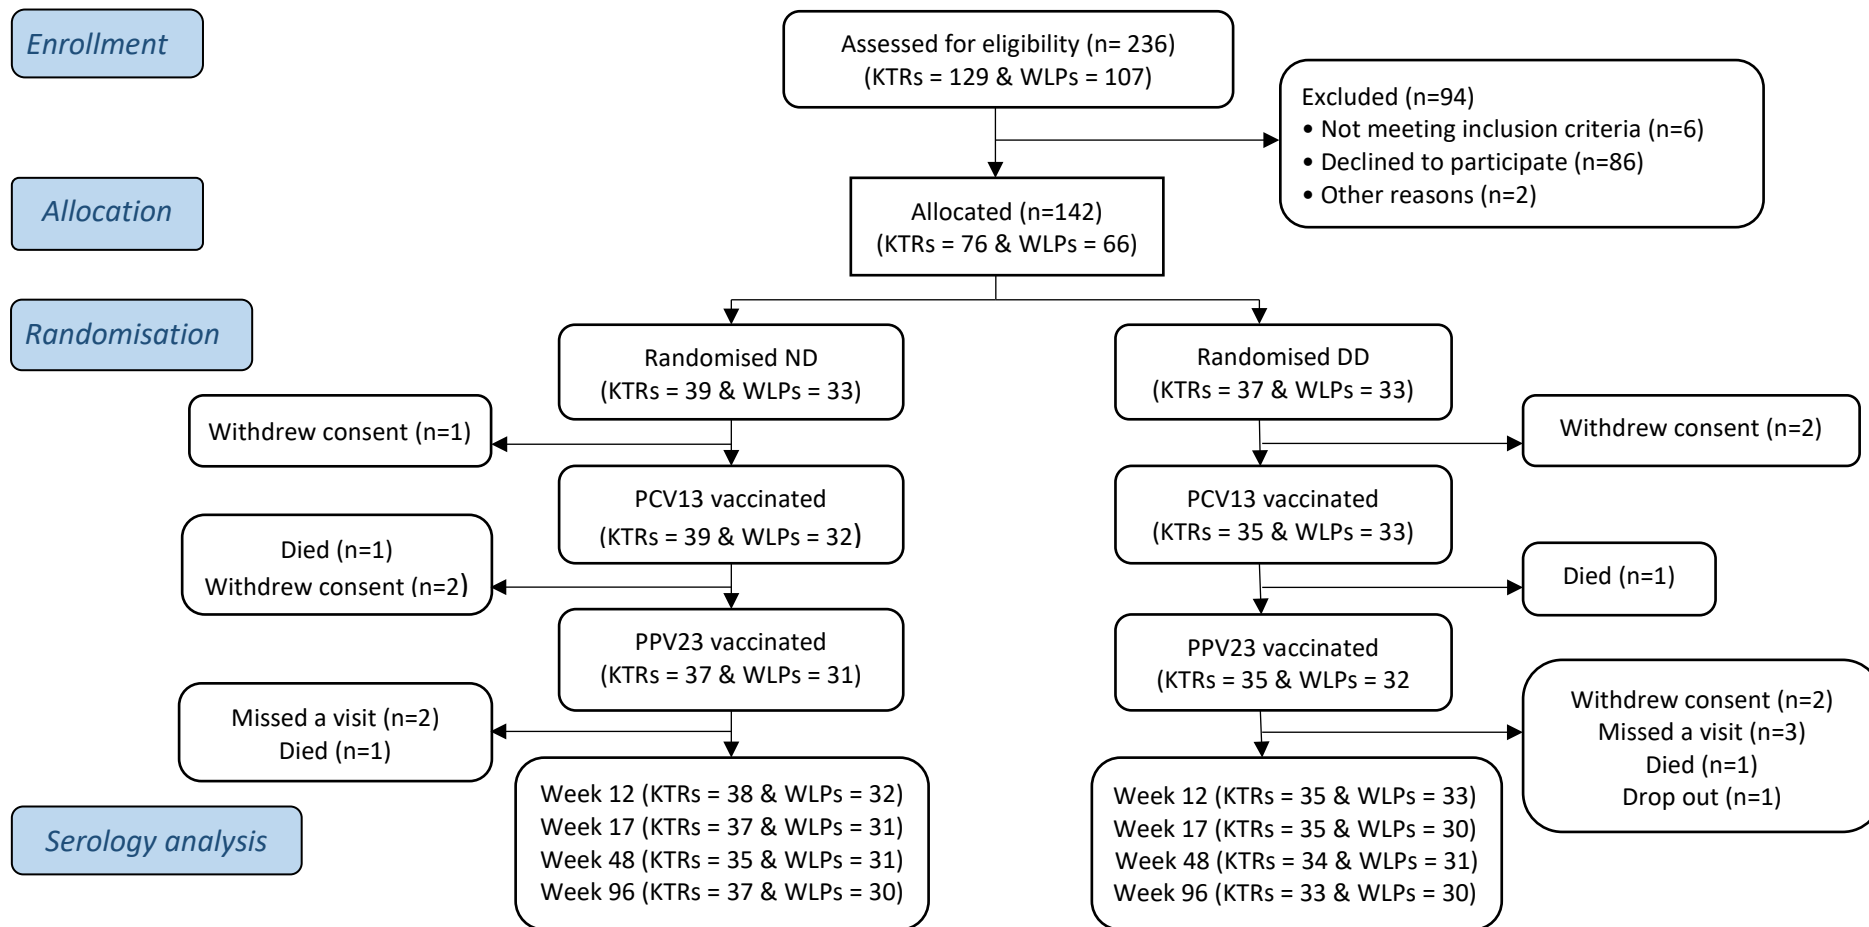 Enrollment
Assessed for eligibility (n= 236)
(KTRs = 129 & WLPs = 107)
Excluded (n=94)
• Not meeting inclusion criteria (n=6)
• Declined to participate (n=86)
• Other reasons (n=2)
Allocation
Allocated (n=142)
(KTRs = 76 & WLPs = 66)
Randomisation
Randomised ND
(KTRs = 39 & WLPs = 33)
Randomised DD
(KTRs = 37 & WLPs = 33)
Withdrew consent (n=1)
Withdrew consent (n=2)
PCV13 vaccinated
(KTRs = 39 & WLPs = 32)
PCV13 vaccinated
(KTRs = 35 & WLPs = 33)
Died (n=1)
Withdrew consent (n=2)
Died (n=1)
PPV23 vaccinated
(KTRs = 37 & WLPs = 31)
PPV23 vaccinated
(KTRs = 35 & WLPs = 32
Missed a visit (n=2)
Died (n=1)
Withdrew consent (n=2)
Missed a visit (n=3)
Died (n=1)
Drop out (n=1)
Serology analysis
Week 12 (KTRs = 38 & WLPs = 32)
Week 17 (KTRs = 37 & WLPs = 31)
Week 48 (KTRs = 35 & WLPs = 31)
Week 96 (KTRs = 37 & WLPs = 30)
Week 12 (KTRs = 35 & WLPs = 33)
Week 17 (KTRs = 35 & WLPs = 30)
Week 48 (KTRs = 34 & WLPs = 31)
Week 96 (KTRs = 33 & WLPs = 30)